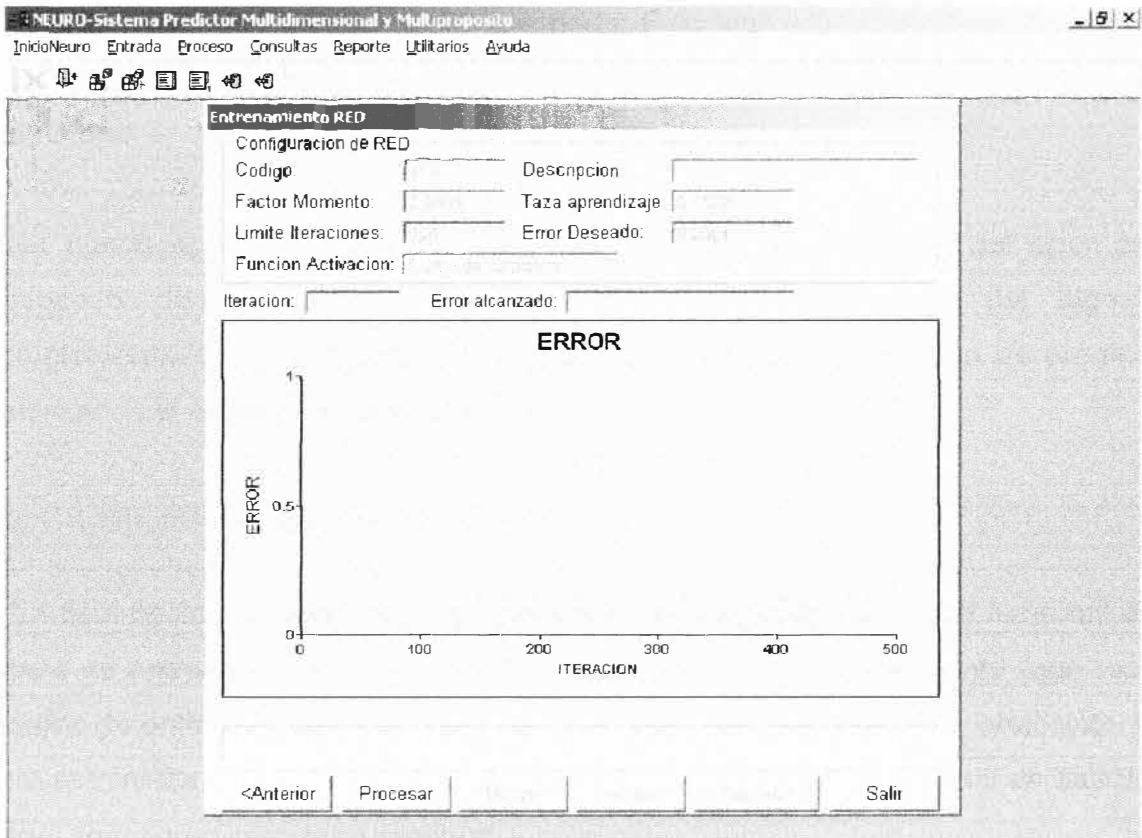 NEURO-Sistema Predictor Multidimensional y Multiproposito
InicioNeuro Entrada Proceso Consultas Reporte Utilitarios Ayuda
Entrenamiento RED
Configuracion de RED
Codigo: Descripcion
Factor Momento: Taza aprendizaje
Limite Iteraciones: Error Deseado:
Funcion Activacion:
Iteracion: Error alcanzado:
ERROR
1
ERROR
0.5
0
0 100 200 300 400 500
ITERACION
<Anterior Procesar Salir